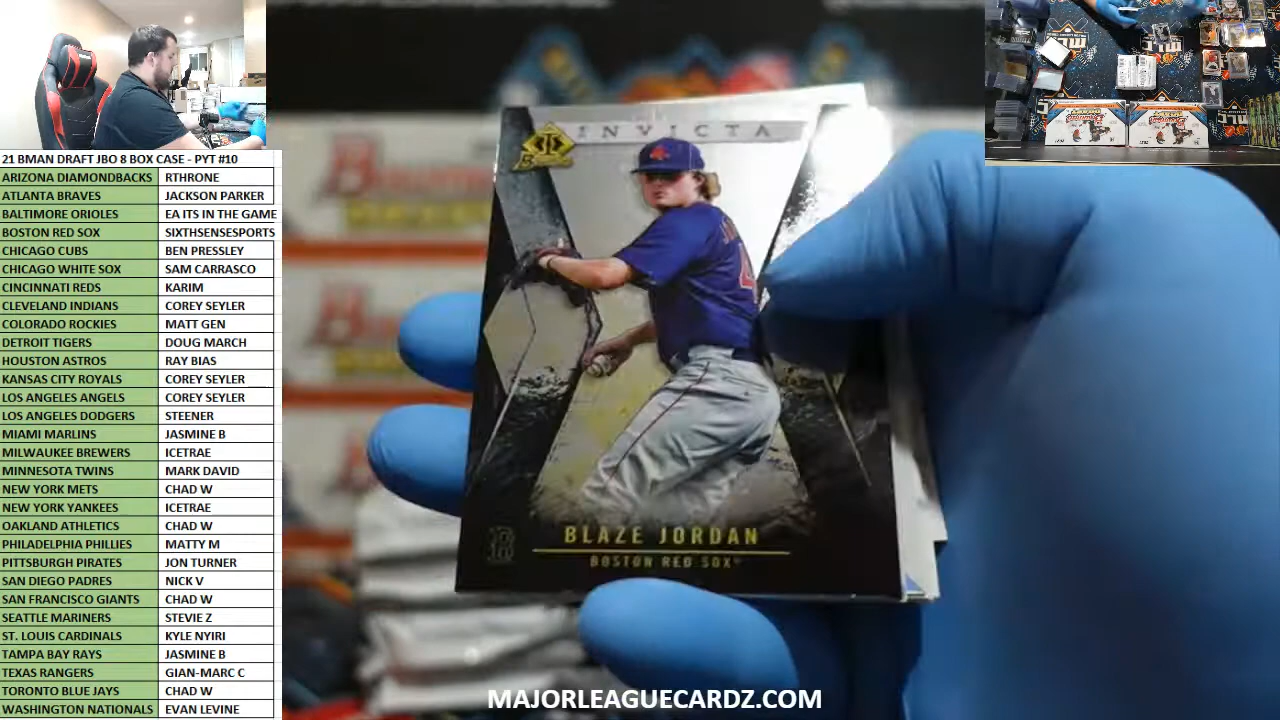 21 BMAN DRAFT JBO 8 BOX CASE - PYT #10
ARIZONA DIAMONDBACKS RTHRONE
ATLANTA BRAVES JACKSON PARKER
BALTIMORE ORIOLES EA ITS IN THE GAME
BOSTON RED SOX SIXTHSENSESPORTS
CHICAGO CUBS BEN PRESSLEY
CHICAGO WHITE SOX SAM CARRASCO
CINCINNATI REDS KARIM
CLEVELAND INDIANS COREY SEYLER
COLORADO ROCKIES MATT GEN
DETROIT TIGERS DOUG MARCH
HOUSTON ASTROS RAY BIAS
KANSAS CITY ROYALS COREY SEYLER
LOS ANGELES ANGELS COREY SEYLER
LOS ANGELES DODGERS STEENER
MIAMI MARLINS JASMINE B
MILWAUKEE BREWERS ICETRAE
MINNESOTA TWINS MARK DAVID
NEW YORK METS CHAD W
NEW YORK YANKEES ICETRAE
OAKLAND ATHLETICS CHAD W
PHILADELPHIA PHILLIES MATTY M
PITTSBURGH PIRATES JON TURNER
SAN DIEGO PADRES NICK V
SAN FRANCISCO GIANTS CHAD W
SEATTLE MARINERS STEVIE Z
ST. LOUIS CARDINALS KYLE NYIRI
TAMPA BAY RAYS JASMINE B
TEXAS RANGERS GIAN-MARC C
TORONTO BLUE JAYS CHAD W
WASHINGTON NATIONALS EVAN LEVINE
INVICTA
BLAZE JORDAN
BOSTON RED SOX
MAJORLEAGUECARDZ.COM